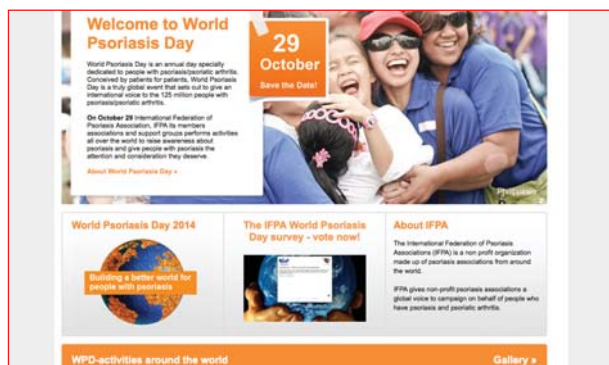 Welcome to World
Psoriasis Day
World Psoriasis Day is an annual day specially
dedicated to people with psoriasis/psoriatic arthritis.
Conceived by patients for patients, World Psoriasis
Day is a truly global event that sets out to give an
international voice to the 125 million people with
psoriasis/psoriatic arthritis.
On October 29 International Federation of
Psoriasis Association, IFPA its members
associations and support groups performs activities
all over the world to raise awareness about
psoriasis and give people with psoriasis the
attention and consideration they deserve.
About World Psoriasis Day »
29
October
Save the Date!
Philippines
World Psoriasis Day 2014
Building a better world for
people with psoriasis
The IFPA World Psoriasis
Day survey - vote now!
About IFPA
The International Federation of Psoriasis
Associations (IFPA) is a non profit organization
made up of psoriasis associations from around
the world.
IFPA gives non-profit psoriasis associations a
global voice to campaign on behalf of people who
have psoriasis and psoriatic arthritis.
WPD-activities around the world
Gallery »